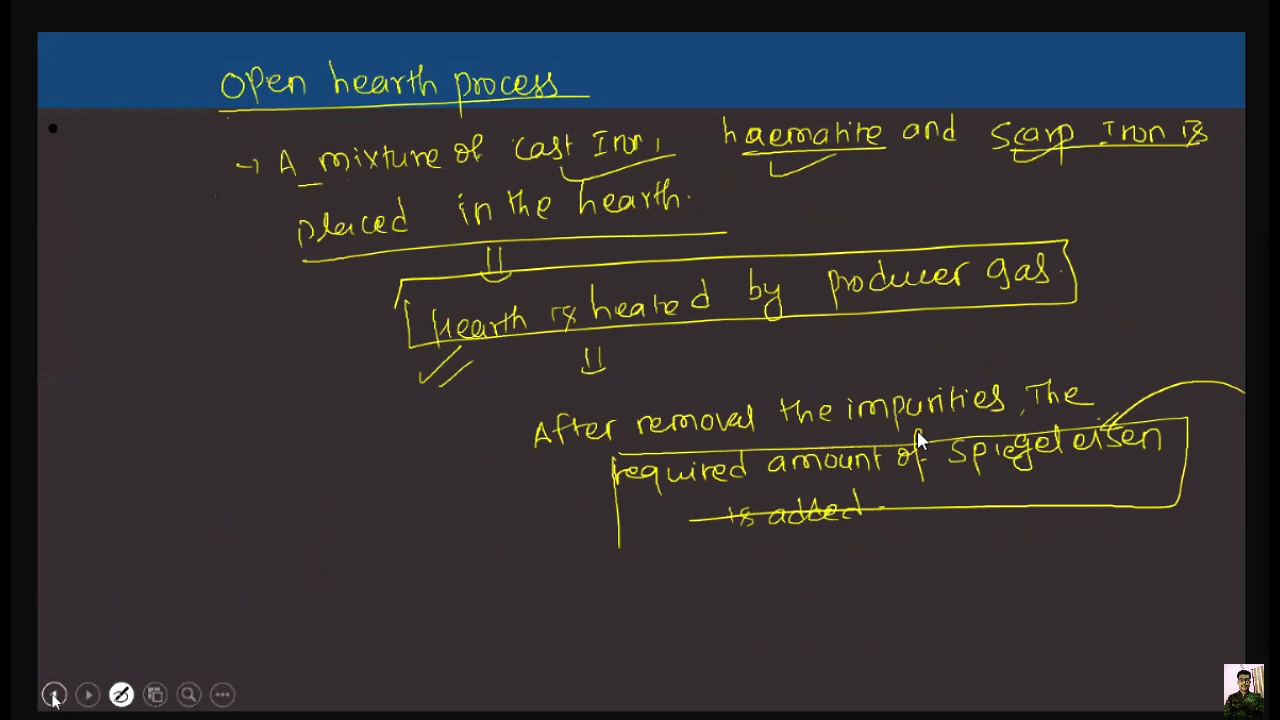 Open hearth process
→ A mixture of cast Iron, haematite and scarp Iron is
placed in the hearth.
Hearth is heated by producer gas.
After removal the impurities, The
required amount of spiegeleisen
is added.